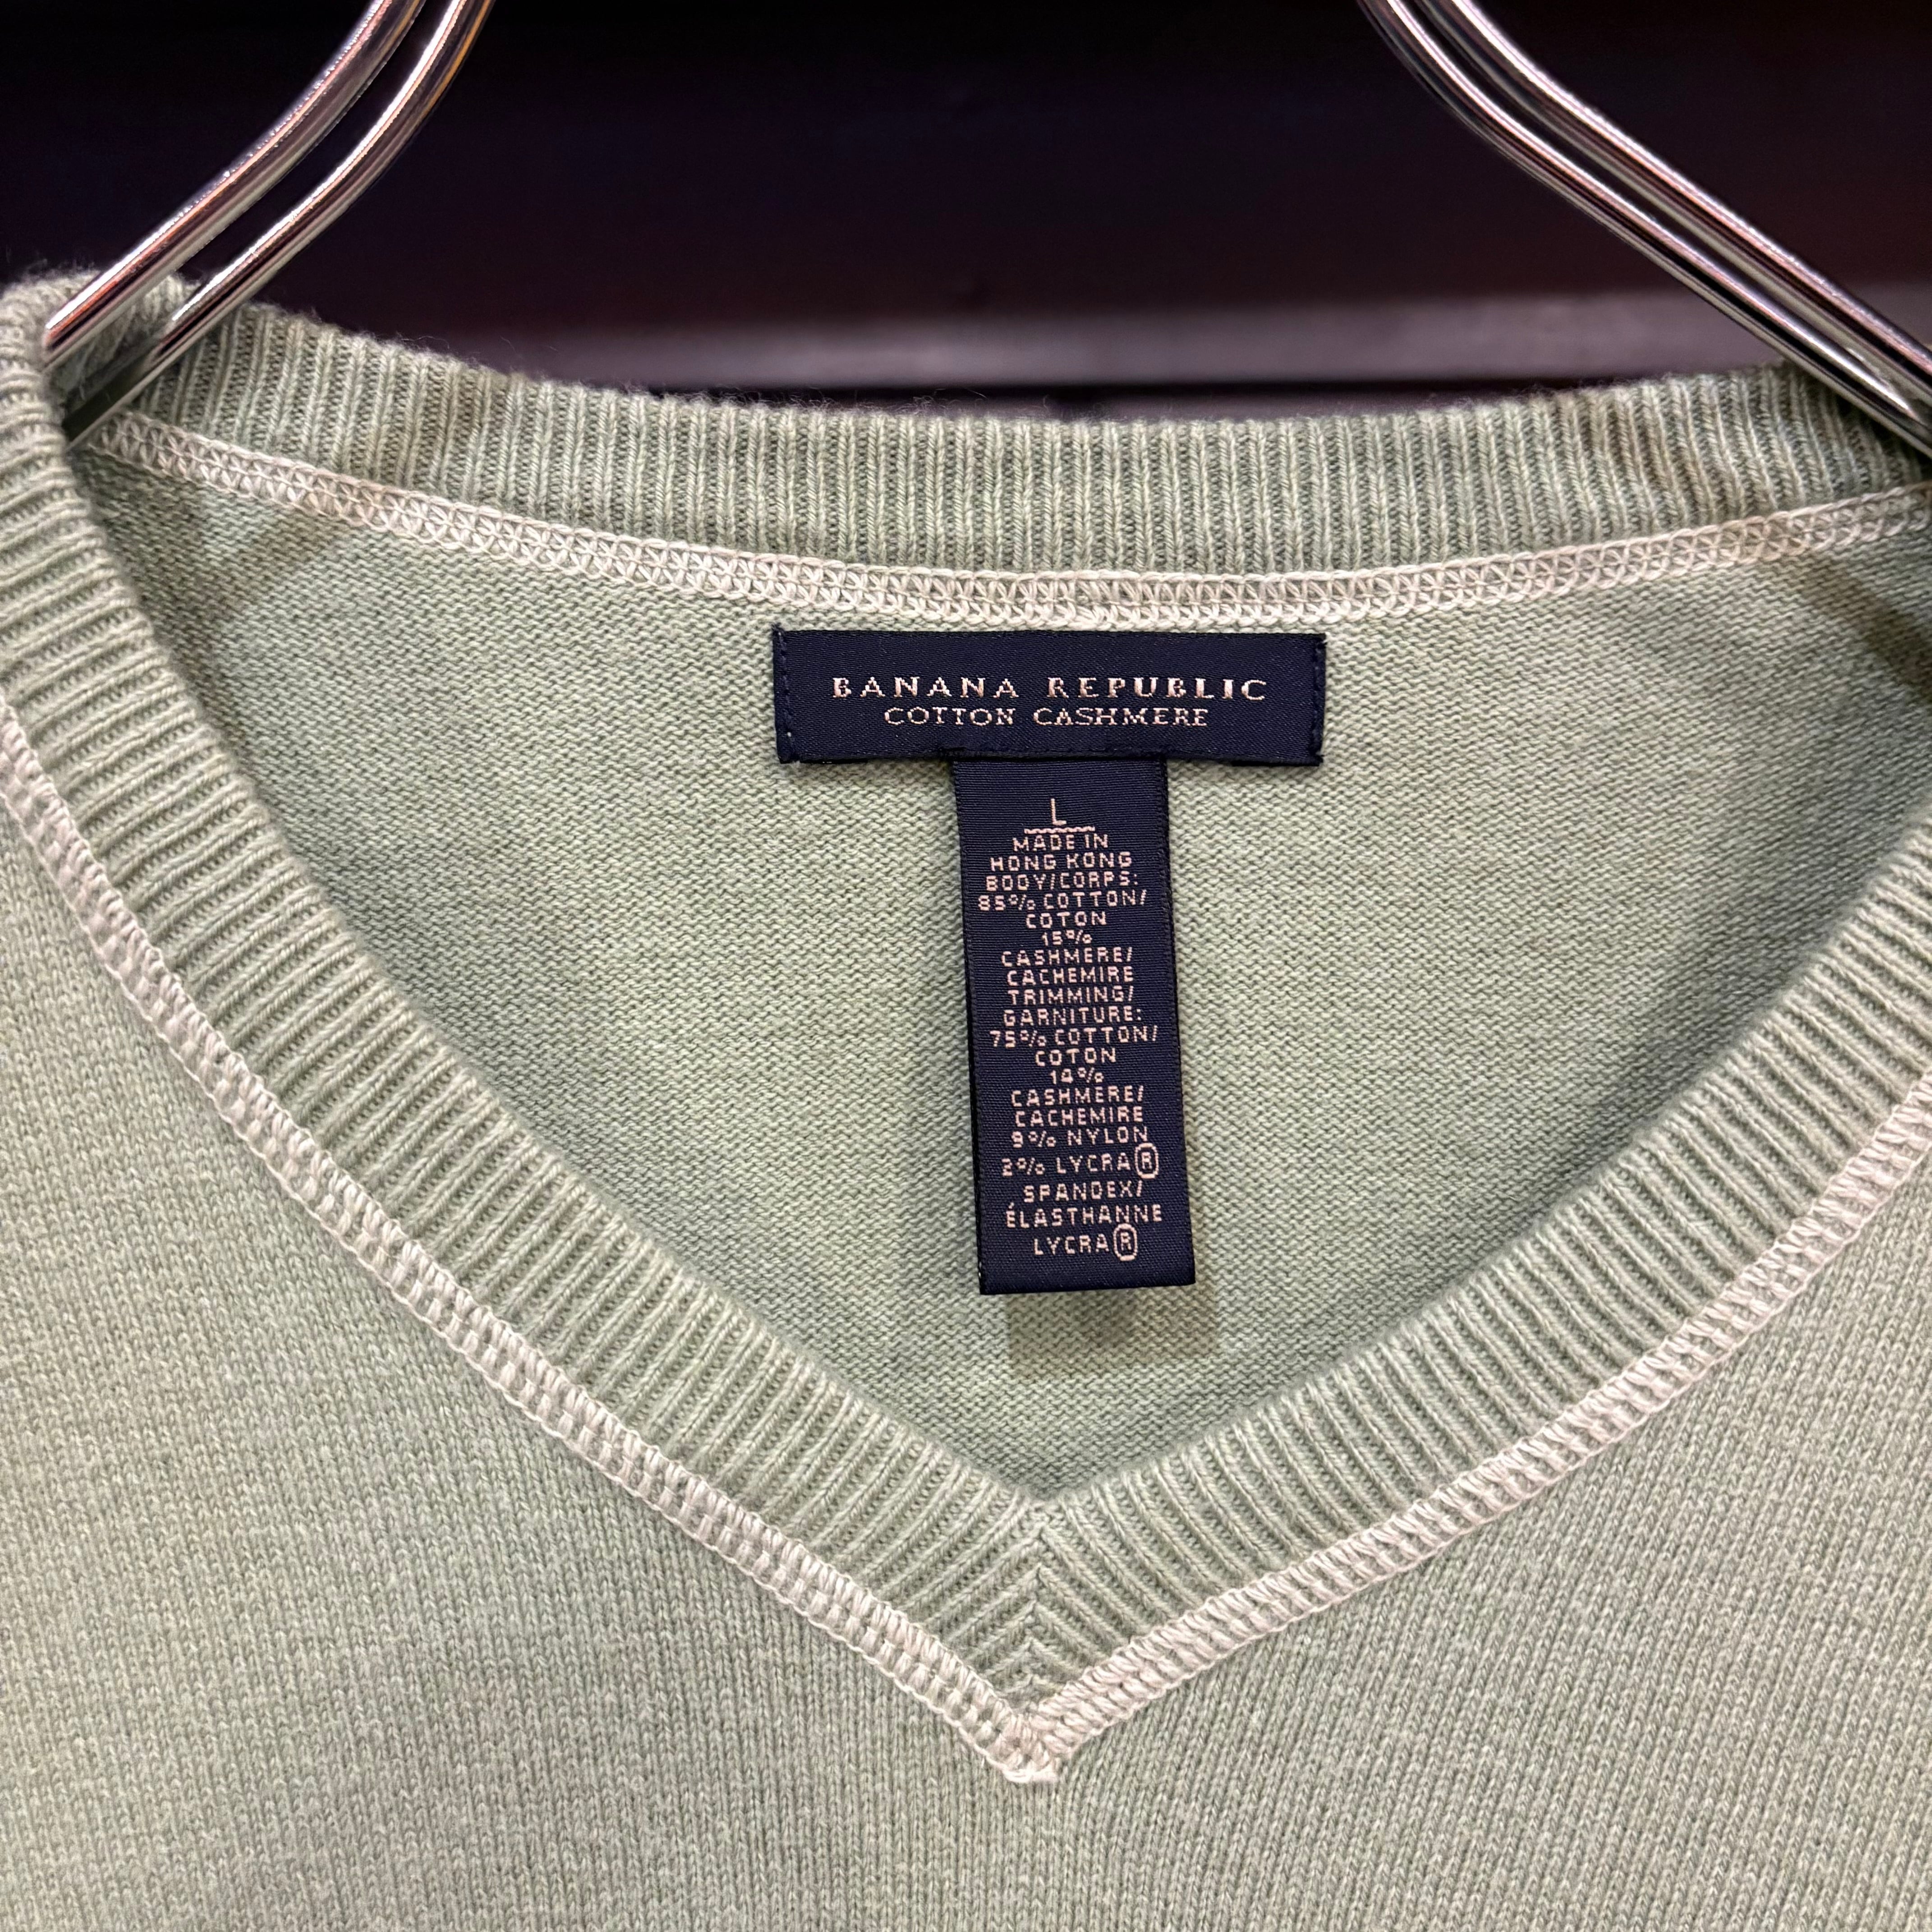 BANANA REPUBLIC
COTTON CASHMERE
L
MADE IN
HONG KONG
BODY/CORPS:
85% COTTON/
COTON
15%
CASHMERE/
CACHEMIRE
TRIMMING/
GARNITURE:
75% COTTON/
COTON
14%
CASHMERE/
CACHEMIRE
9% NYLON
2% LYCRA®
SPANDEX/
ÉLASTHANNE
LYCRA®